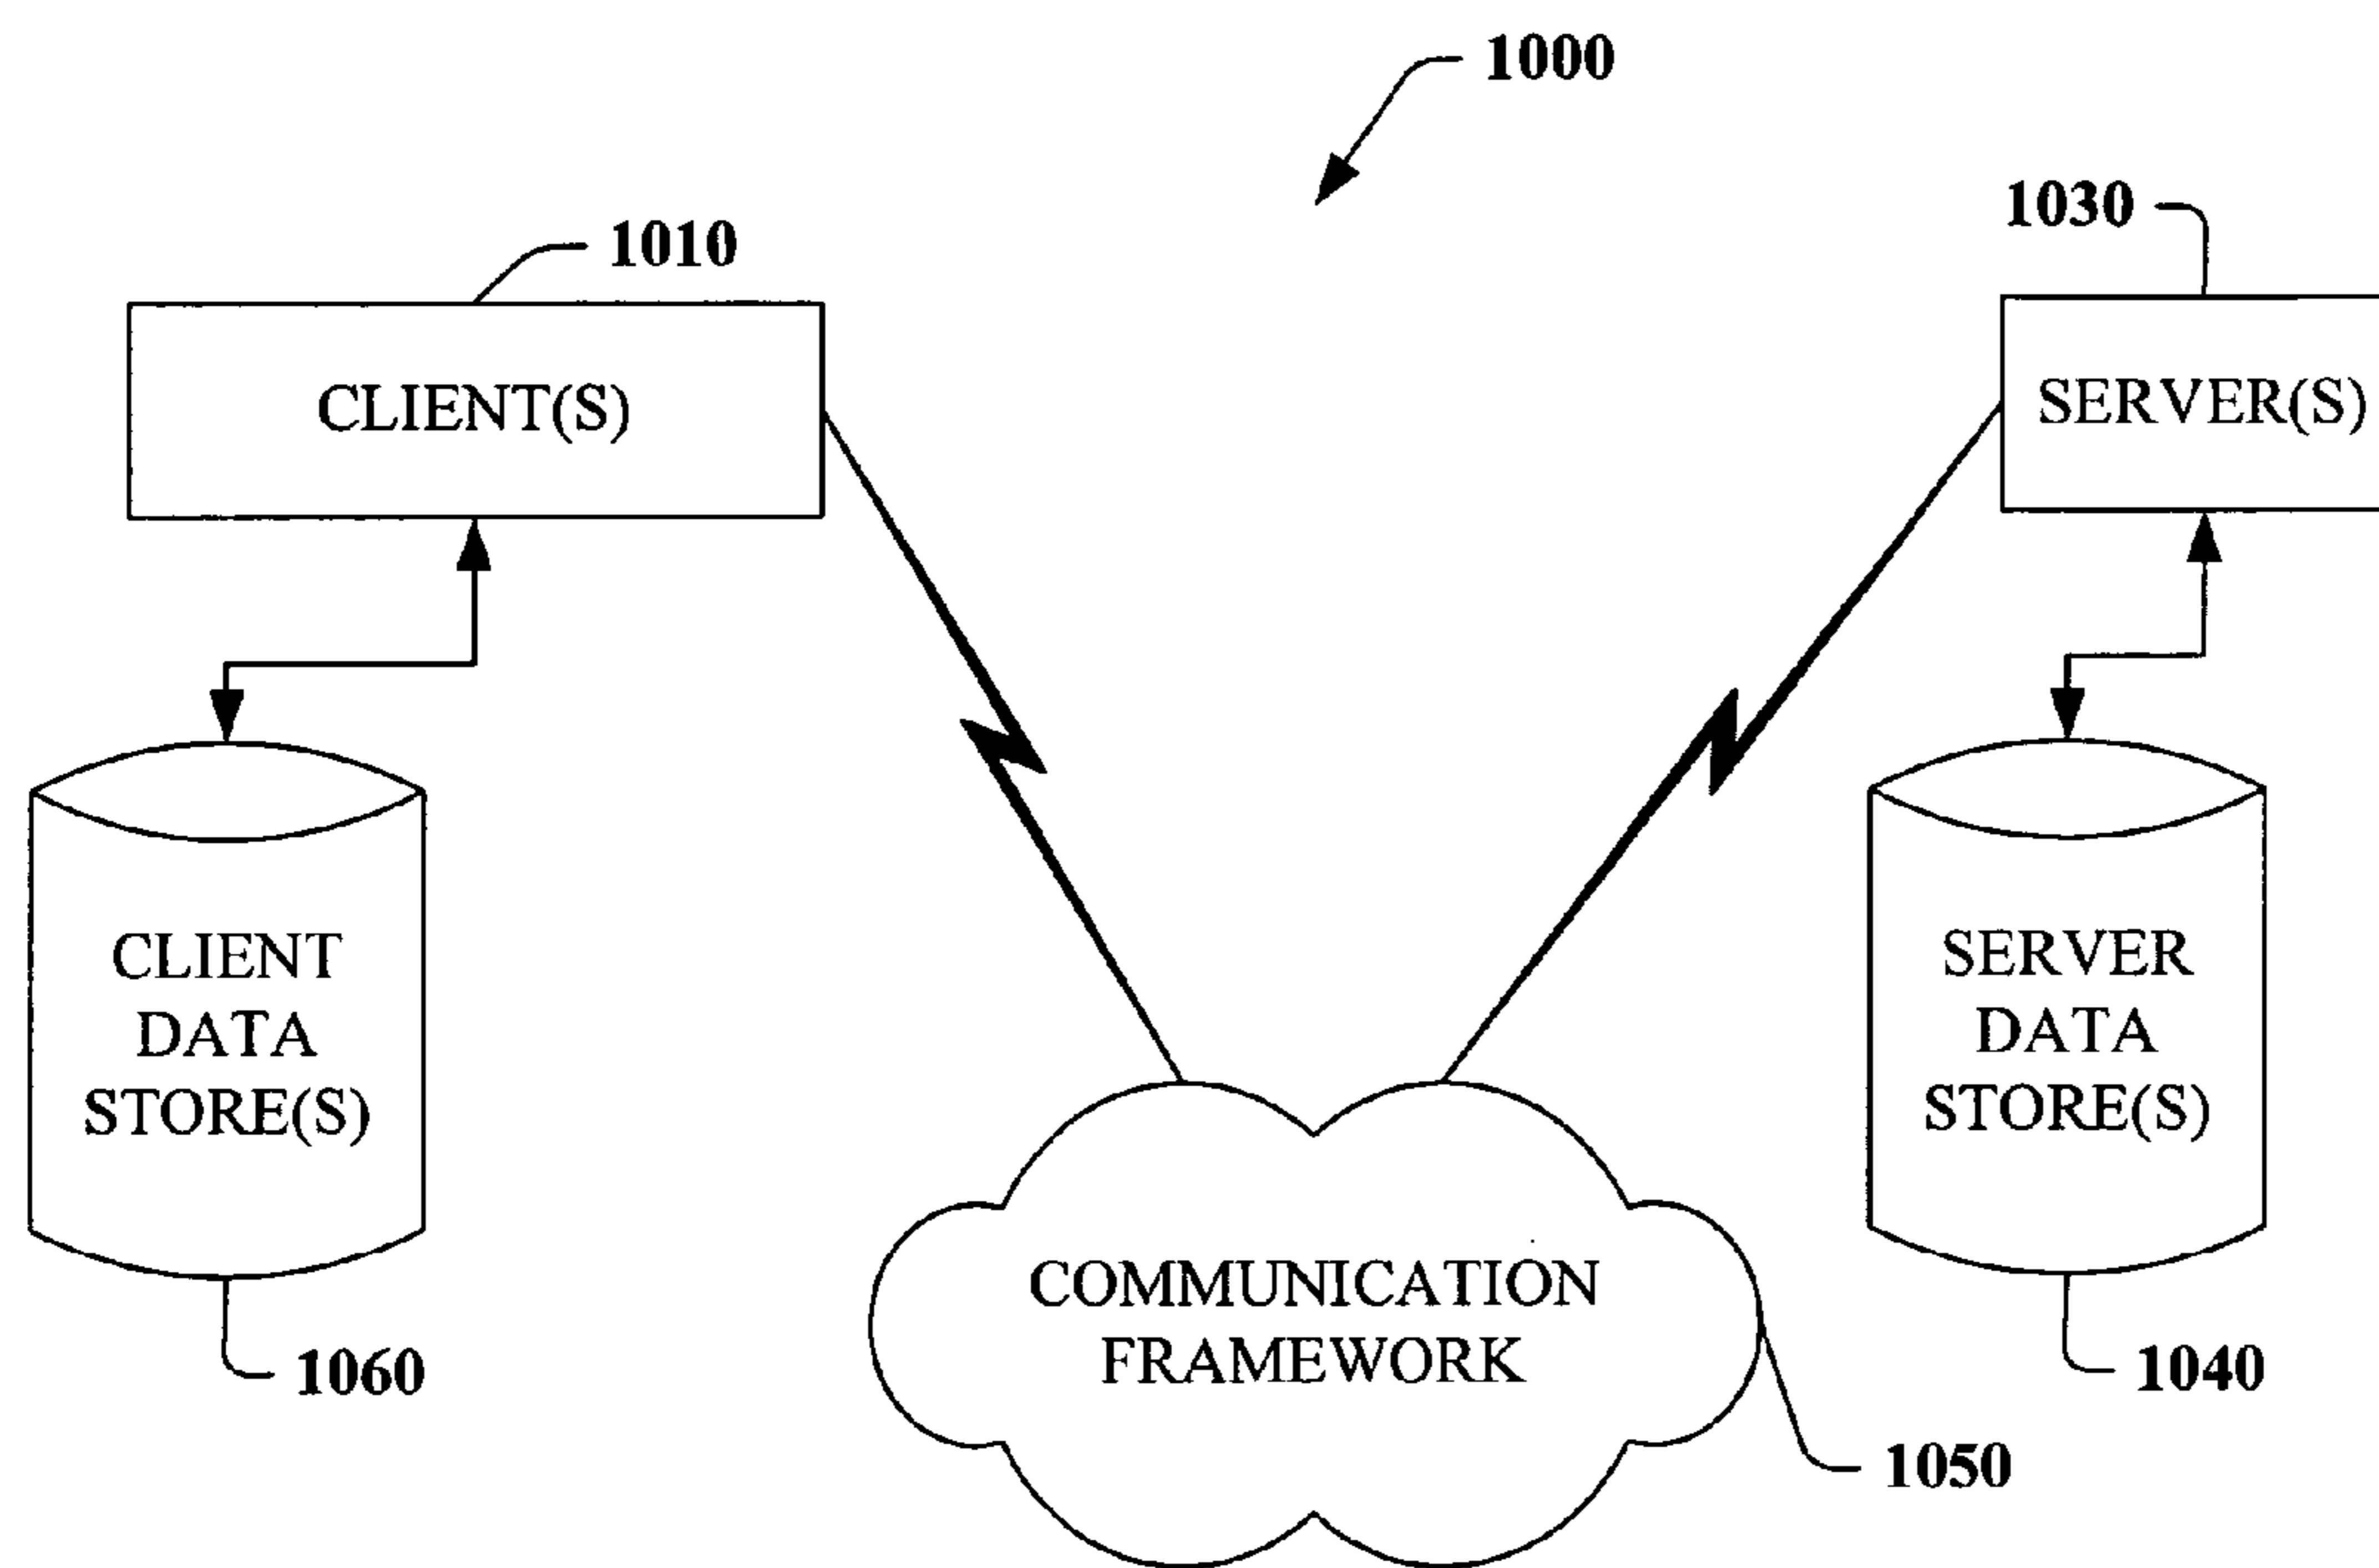 1000
1010
1030
CLIENT(S)
SERVER(S)
CLIENT
DATA
STORE(S)
SERVER
DATA
STORE(S)
COMMUNICATION
FRAMEWORK
1060
1040
1050